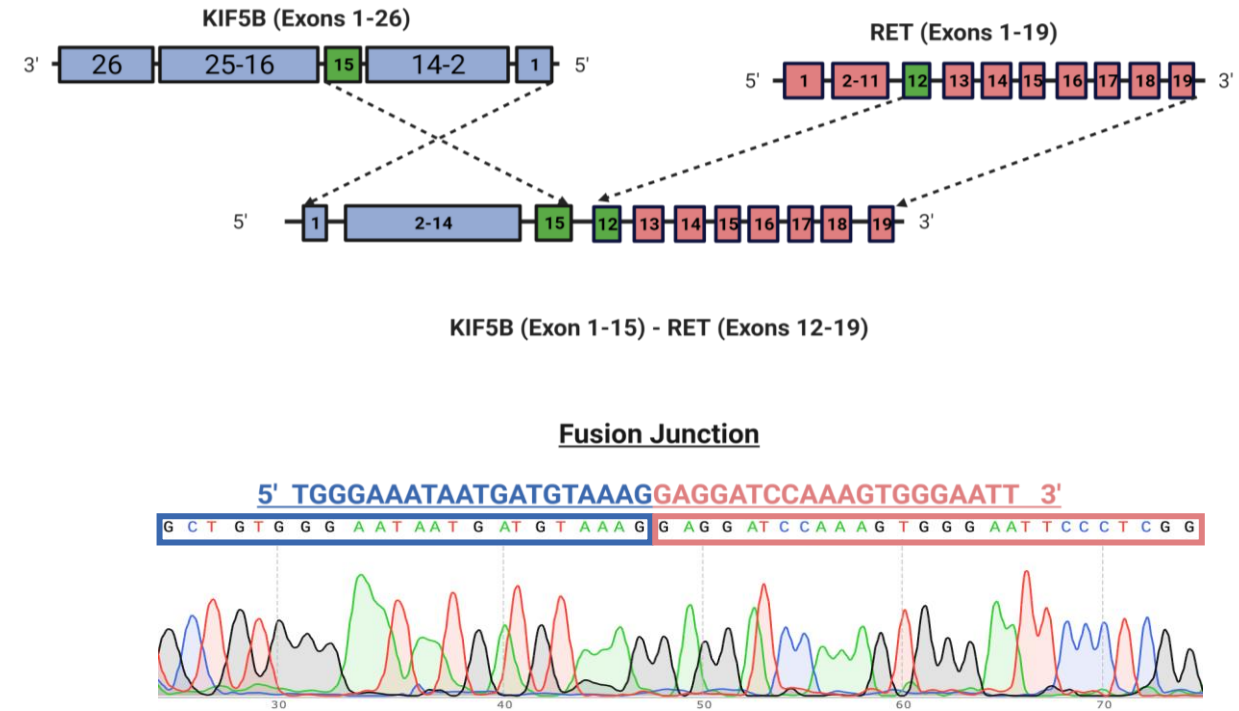 KIF5B (Exons 1-26)
3' 26 25-16 15 14-2 1 5'
RET (Exons 1-19)
5' 1 2-11 12 13 14 15 16 17 18 19 3'
5' 1 2-14 15 12 13 14 15 16 17 18 19 3'
KIF5B (Exon 1-15) - RET (Exons 12-19)
Fusion Junction
5' TGGGAAATAATGATGTAAAGGAGGATCCAAAGTGGGAATT 3'
G C T G T G G G A A T A A T G A T G T A A A G G A G G A T C C A A A G T G G G A A T T C C C T C G G
30 40 50 60 70